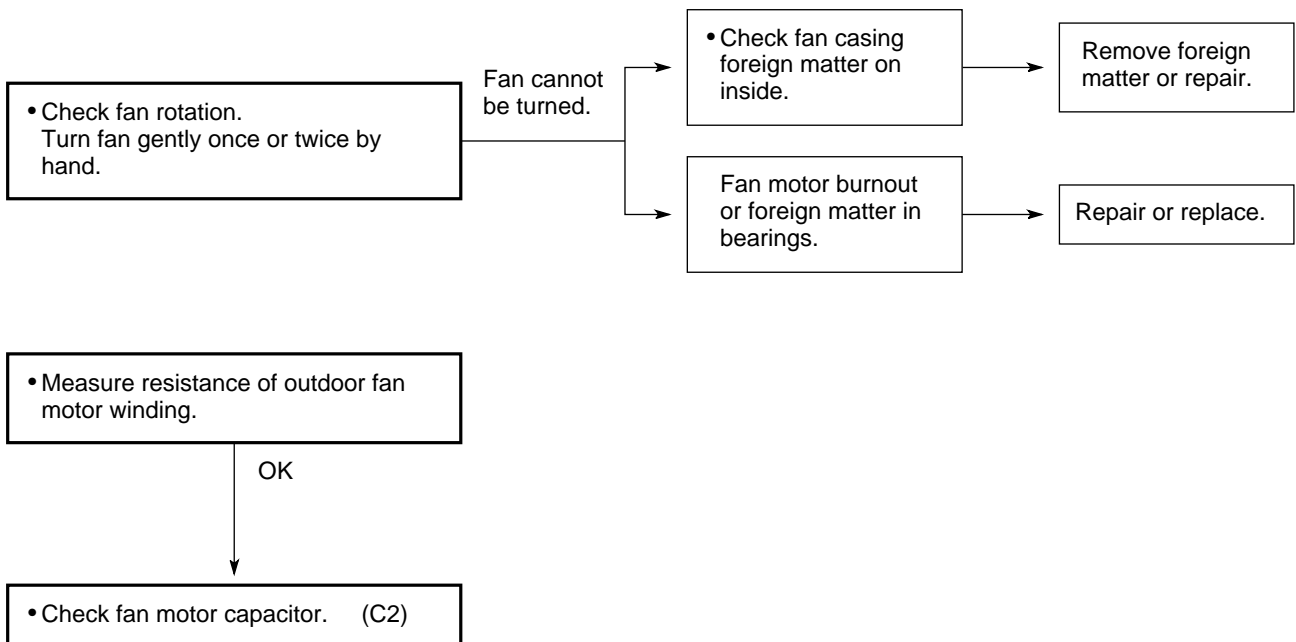 • Check fan rotation.
Turn fan gently once or twice by
hand.
Fan cannot
be turned.
• Check fan casing
foreign matter on
inside.
Remove foreign
matter or repair.
Fan motor burnout
or foreign matter in
bearings.
Repair or replace.
• Measure resistance of outdoor fan
motor winding.
OK
• Check fan motor capacitor. (C2)